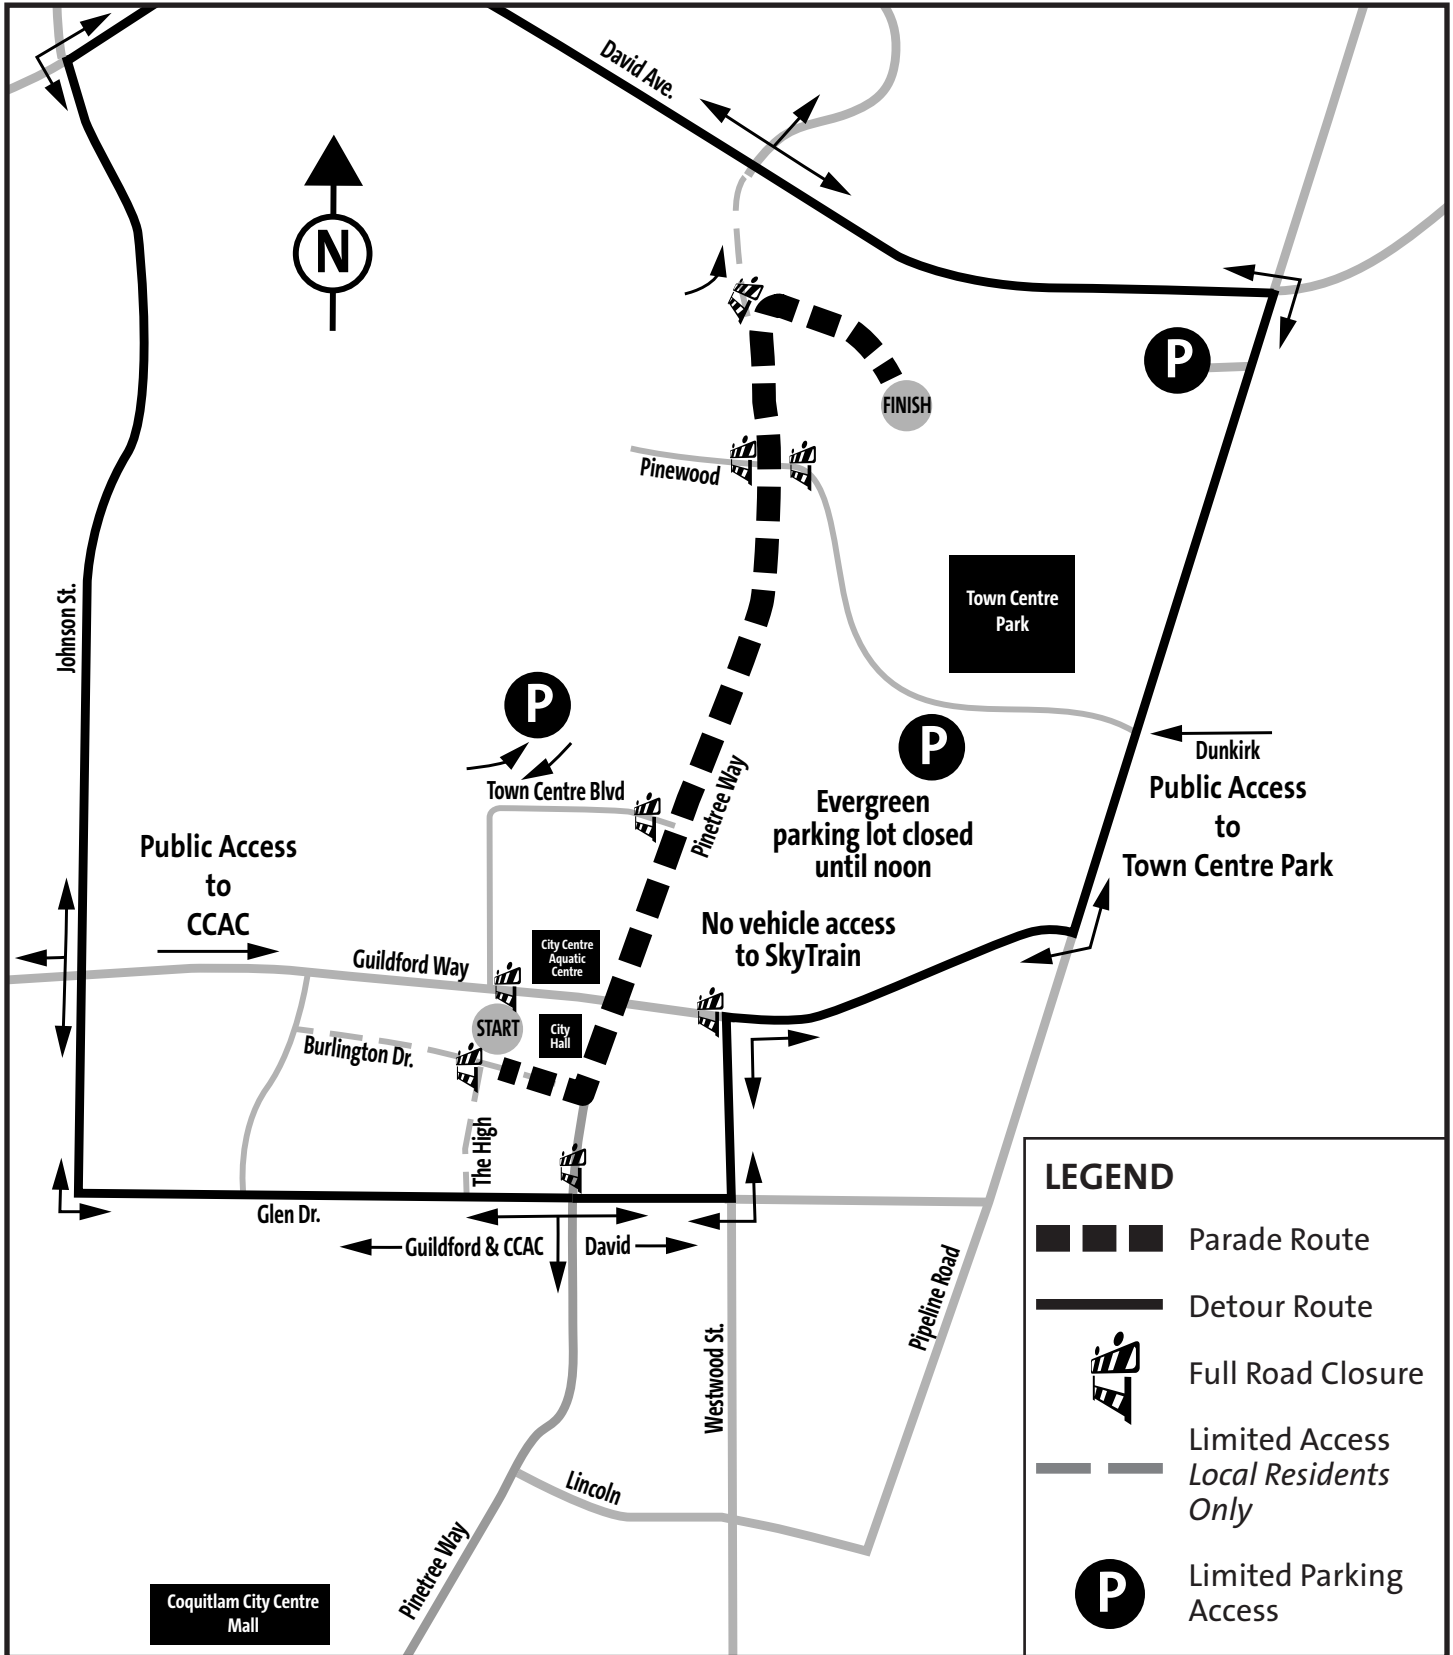 David Ave.
N
P
FINISH
Pinewood
Town Centre
Park
Johnson St.
P
P
Dunkirk
Town Centre Blvd
Pinetree Way
Evergreen
parking lot closed
until noon
Public Access
to
Town Centre Park
Public Access
to
CCAC
No vehicle access
to SkyTrain
Guildford Way
City Centre
Aquatic
Centre
START
City
Hall
Burlington Dr.
The High
Glen Dr.
Guildford & CCAC
David
Pipeline Road
Westwood St.
Lincoln
Pinetree Way
Coquitlam City Centre
Mall
LEGEND
Parade Route
Detour Route
Full Road Closure
Limited Access
Local Residents
Only
P
Limited Parking
Access